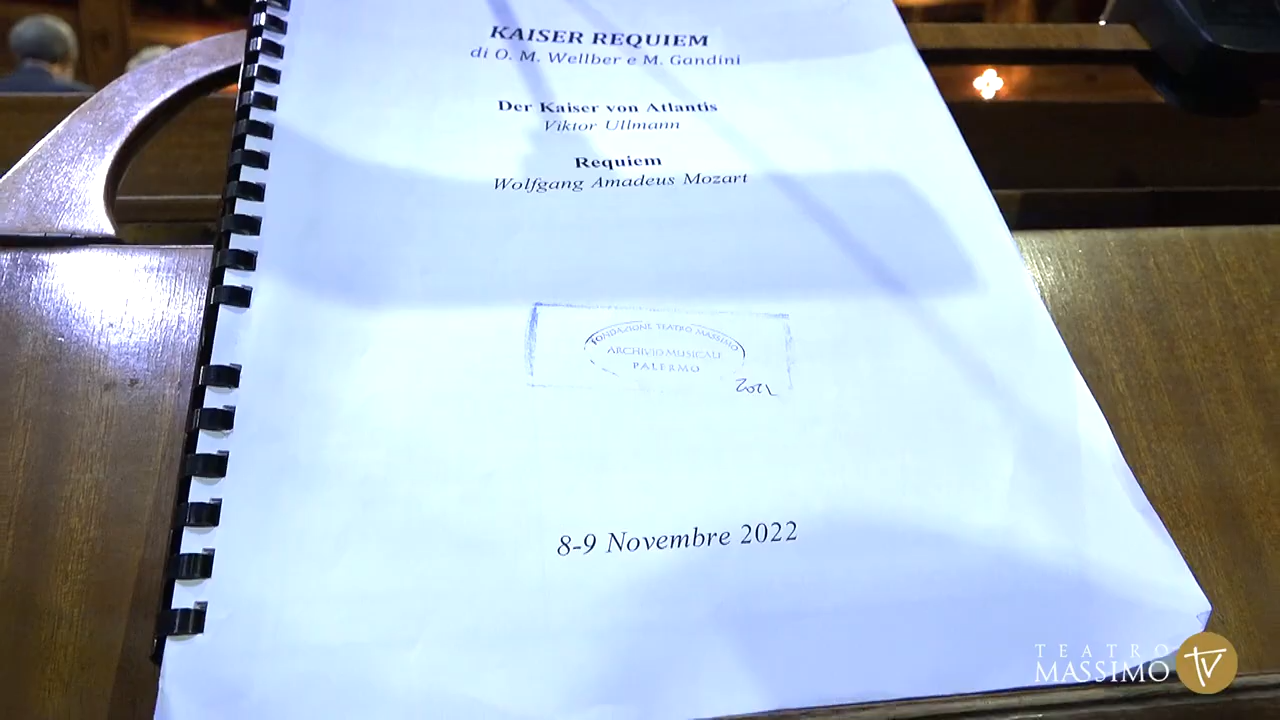 KAISER REQUIEM
di O. M. Wellber e M. Gandini
Der Kaiser von Atlantis
Viktor Ullmann
Requiem
Wolfgang Amadeus Mozart
FONDAZIONE TEATRO MASSIMO
ARCHIVIO MUSICALE
PALERMO
8-9 Novembre 2022
TEATRO
MASSIMO TV